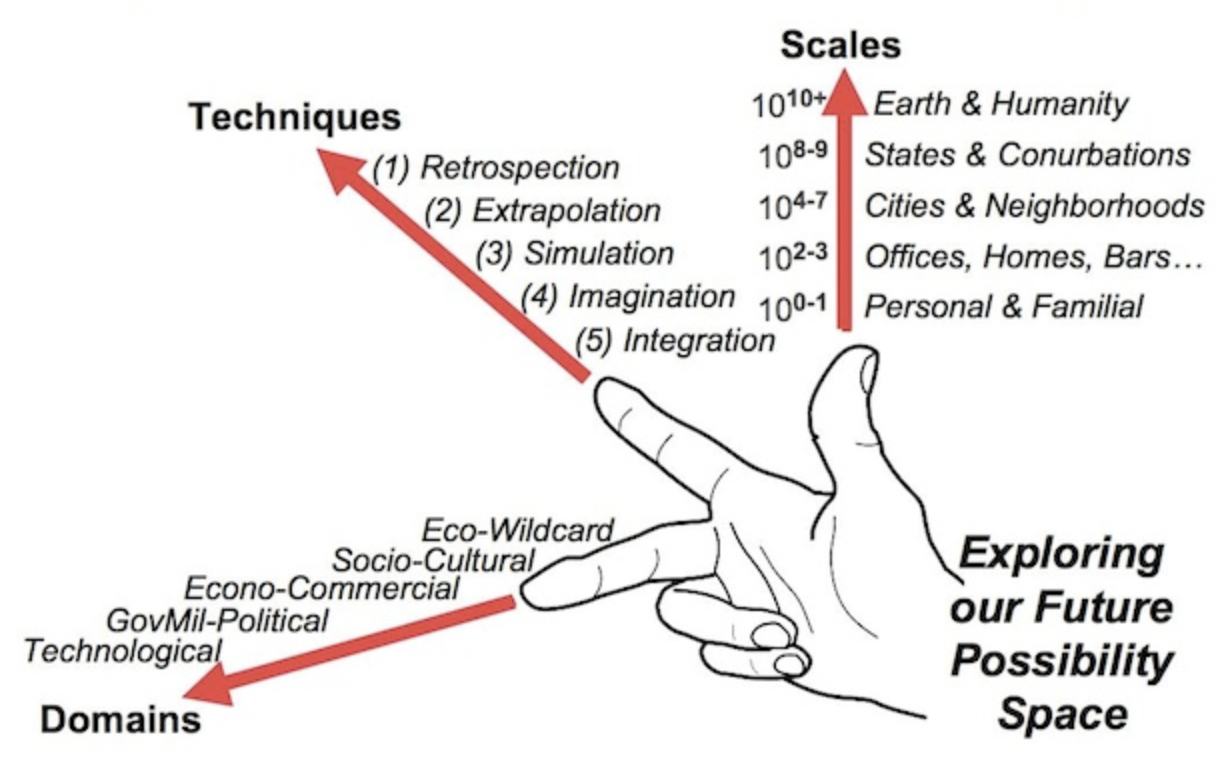 Scales
10^10+ Earth & Humanity
10^8-9 States & Conurbations
10^4-7 Cities & Neighborhoods
10^2-3 Offices, Homes, Bars…
10^0-1 Personal & Familial
Techniques
(1) Retrospection
(2) Extrapolation
(3) Simulation
(4) Imagination
(5) Integration
Eco-Wildcard
Socio-Cultural
Econo-Commercial
GovMil-Political
Technological
Domains
Exploring
our Future
Possibility
Space